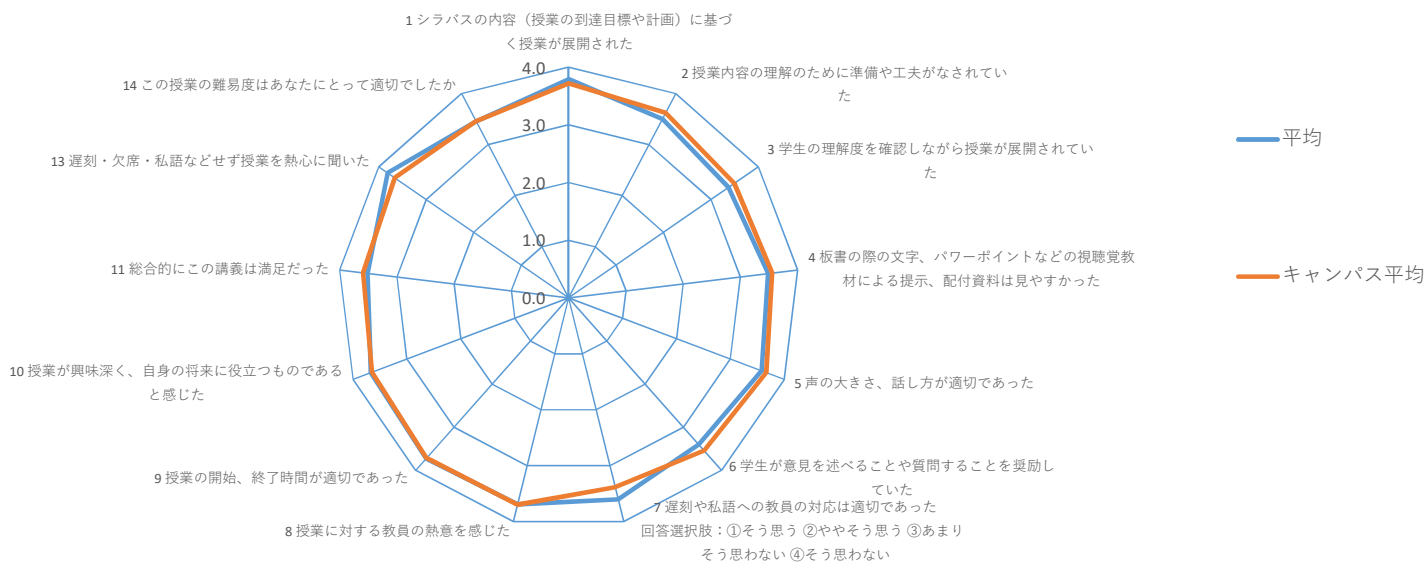 1 シラバスの内容（授業の到達目標や計画）に基づ
く授業が展開された
2 授業内容の理解のために準備や工夫がなされてい
た
3 学生の理解度を確認しながら授業が展開されてい
た
4 板書の際の文字、パワーポイントなどの視聴覚教
材による提示、配付資料は見やすかった
5 声の大きさ、話し方が適切であった
6 学生が意見を述べることや質問することを奨励し
ていた
7 遅刻や私語への教員の対応は適切であった
回答選択肢：①そう思う ②ややそう思う ③あまり
そう思わない ④そう思わない
8 授業に対する教員の熱意を感じた
9 授業の開始、終了時間が適切であった
10 授業が興味深く、自身の将来に役立つものである
と感じた
11 総合的にこの講義は満足だった
13 遅刻・欠席・私語などせず授業を熱心に聞いた
14 この授業の難易度はあなたにとって適切でしたか
4.0
3.0
2.0
1.0
0.0
平均
キャンパス平均